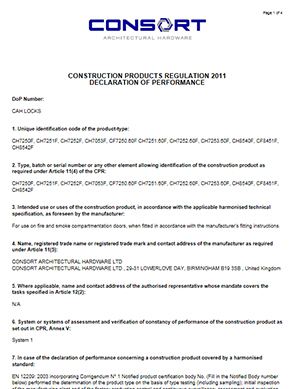 Page 1 of 4
CONSORT
ARCHITECTURAL HARDWARE
CONSTRUCTION PRODUCTS REGULATION 2011
DECLARATION OF PERFORMANCE
DoP Number:
CAH LOCKS
1. Unique identification code of the product-type:
CH7250F, CH7251F, CH7252F, CH7053F, CF7250.60F CH7251.60F, CH7252.60F, CH7253.60F, CH8540F, CF8451F,
CH8542F
2. Type, batch or serial number or any other element allowing identification of the construction product as
required under Article 11(4) of the CPR:
CH7250F, CH7251F, CH7252F, CH7053F, CF7250.60F CH7251.60F, CH7252.60F, CH7253.60F, CH8540F, CF8451F,
CH8542F
3. Intended use or uses of the construction product, in accordance with the applicable harmonised technical
specification, as foreseen by the manufacturer:
For use on fire and smoke compartmentation doors, when fitted in accordance with the manufacturer's fitting instructions.
4. Name, registered trade name or registered trade mark and contact address of the manufacturer as required
under Article 11(5):
CONSORT ARCHITECTURAL HARDWARE LTD
CONSORT ARCHITECTURAL HARDWARE LTD , 29-31 LOWERLOVE DAY, BIRMINGHAM B19 3SB , United Kingdom
5. Where applicable, name and contact address of the authorised representative whose mandate covers the
tasks specified in Article 12(2):
N/A
6. System or systems of assessment and verification of constancy of performance of the construction product as
set out in CPR, Annex V:
System 1
7. In case of the declaration of performance concerning a construction product covered by a harmonised
standard:
EN 12209: 2003 incorporating Corrigendum Nº 1 Notified product certification body No. (Fill in the Notified Body number
below) performed the determination of the product type on the basis of type testing (including sampling); initial inspection